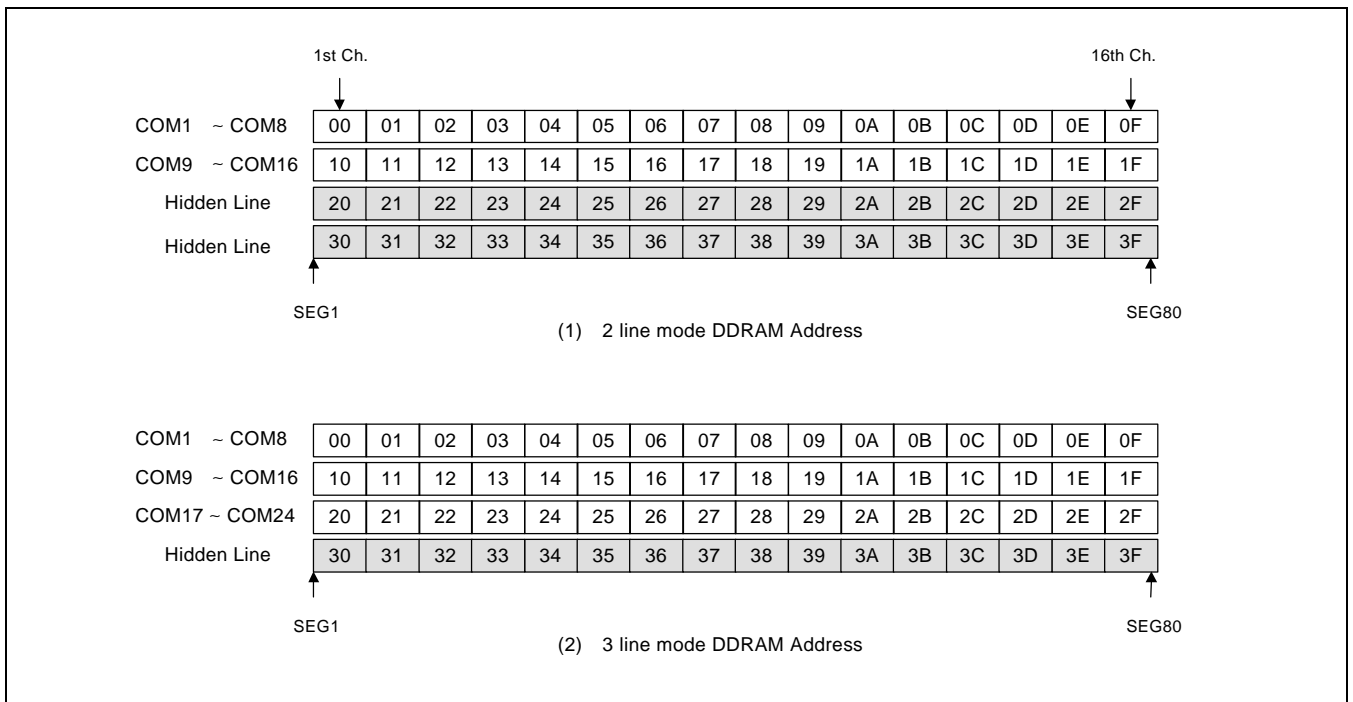 1st Ch. 16th Ch.
COM1 ~ COM8 00 01 02 03 04 05 06 07 08 09 0A 0B 0C 0D 0E 0F
COM9 ~ COM16 10 11 12 13 14 15 16 17 18 19 1A 1B 1C 1D 1E 1F
Hidden Line 20 21 22 23 24 25 26 27 28 29 2A 2B 2C 2D 2E 2F
Hidden Line 30 31 32 33 34 35 36 37 38 39 3A 3B 3C 3D 3E 3F
SEG1 SEG80
(1) 2 line mode DDRAM Address
COM1 ~ COM8 00 01 02 03 04 05 06 07 08 09 0A 0B 0C 0D 0E 0F
COM9 ~ COM16 10 11 12 13 14 15 16 17 18 19 1A 1B 1C 1D 1E 1F
COM17 ~ COM24 20 21 22 23 24 25 26 27 28 29 2A 2B 2C 2D 2E 2F
Hidden Line 30 31 32 33 34 35 36 37 38 39 3A 3B 3C 3D 3E 3F
SEG1 SEG80
(2) 3 line mode DDRAM Address